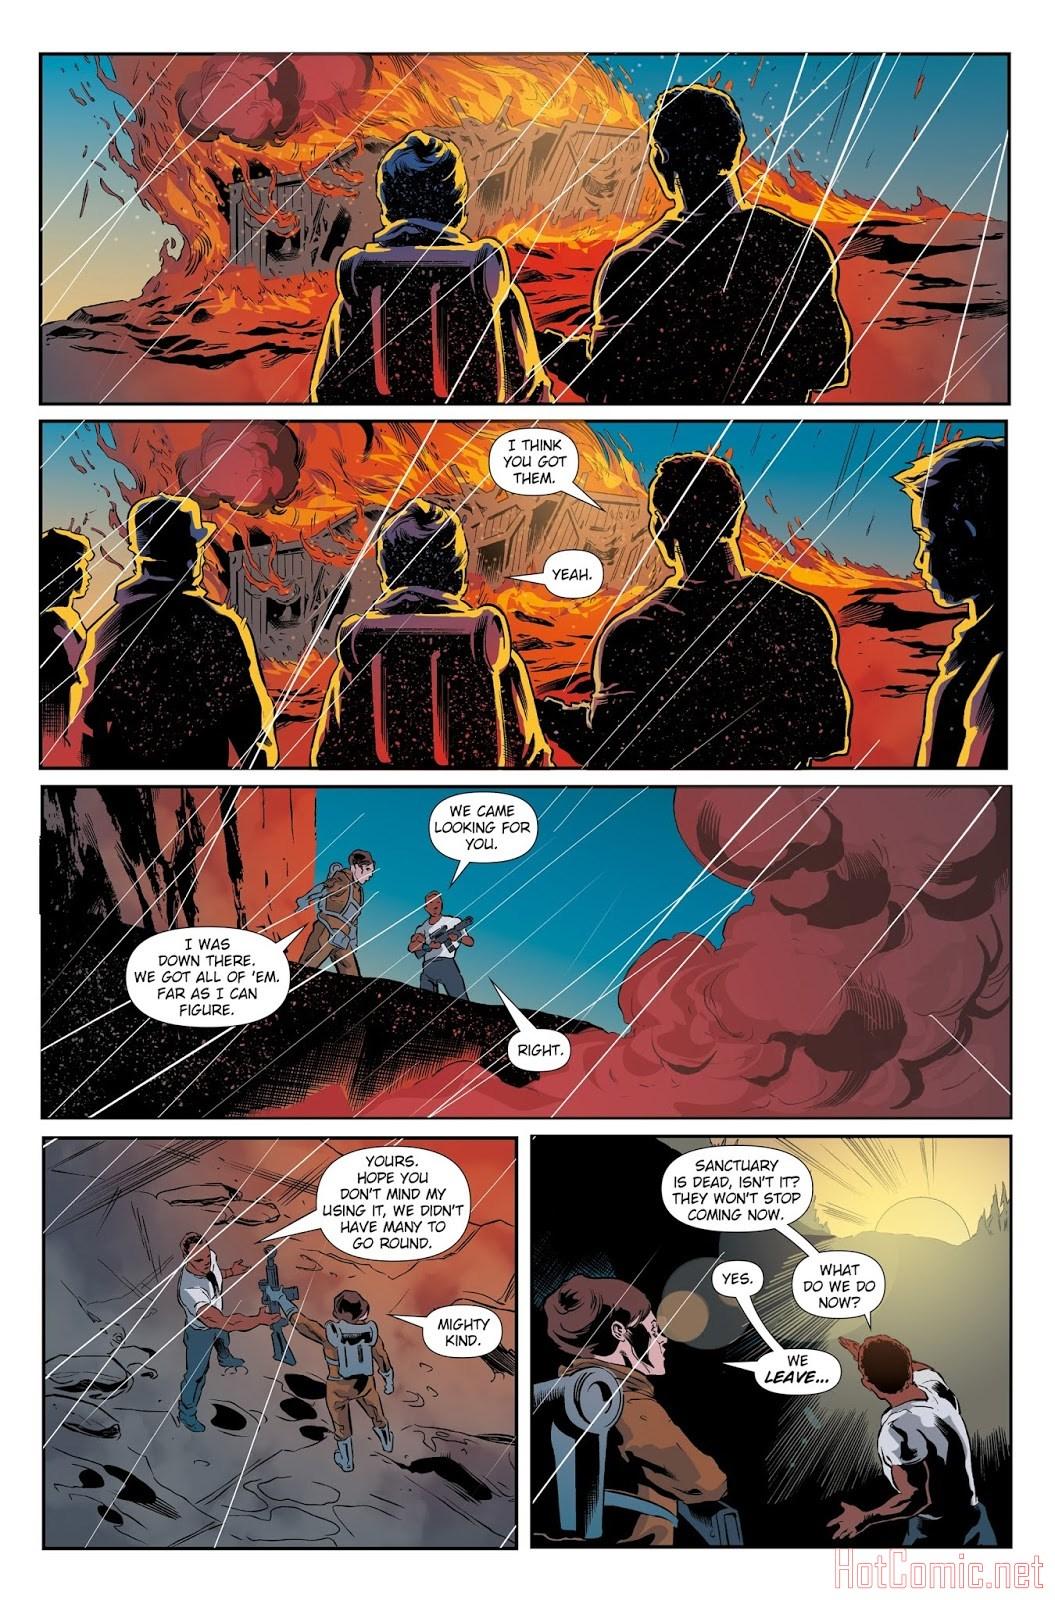 I THINK
YOU GOT
THEM.
YEAH.
WE CAME
LOOKING FOR
YOU.
I WAS
DOWN THERE.
WE GOT ALL OF 'EM.
FAR AS I CAN
FIGURE.
RIGHT.
YOURS.
HOPE YOU
DON'T MIND MY
USING IT, WE DIDN'T
HAVE MANY TO
GO ROUND.
MIGHTY
KIND.
SANCTUARY
IS DEAD, ISN'T IT?
THEY WON'T STOP
COMING NOW.
WHAT
DO WE DO
NOW?
YES.
WE
LEAVE...
HotComic.net